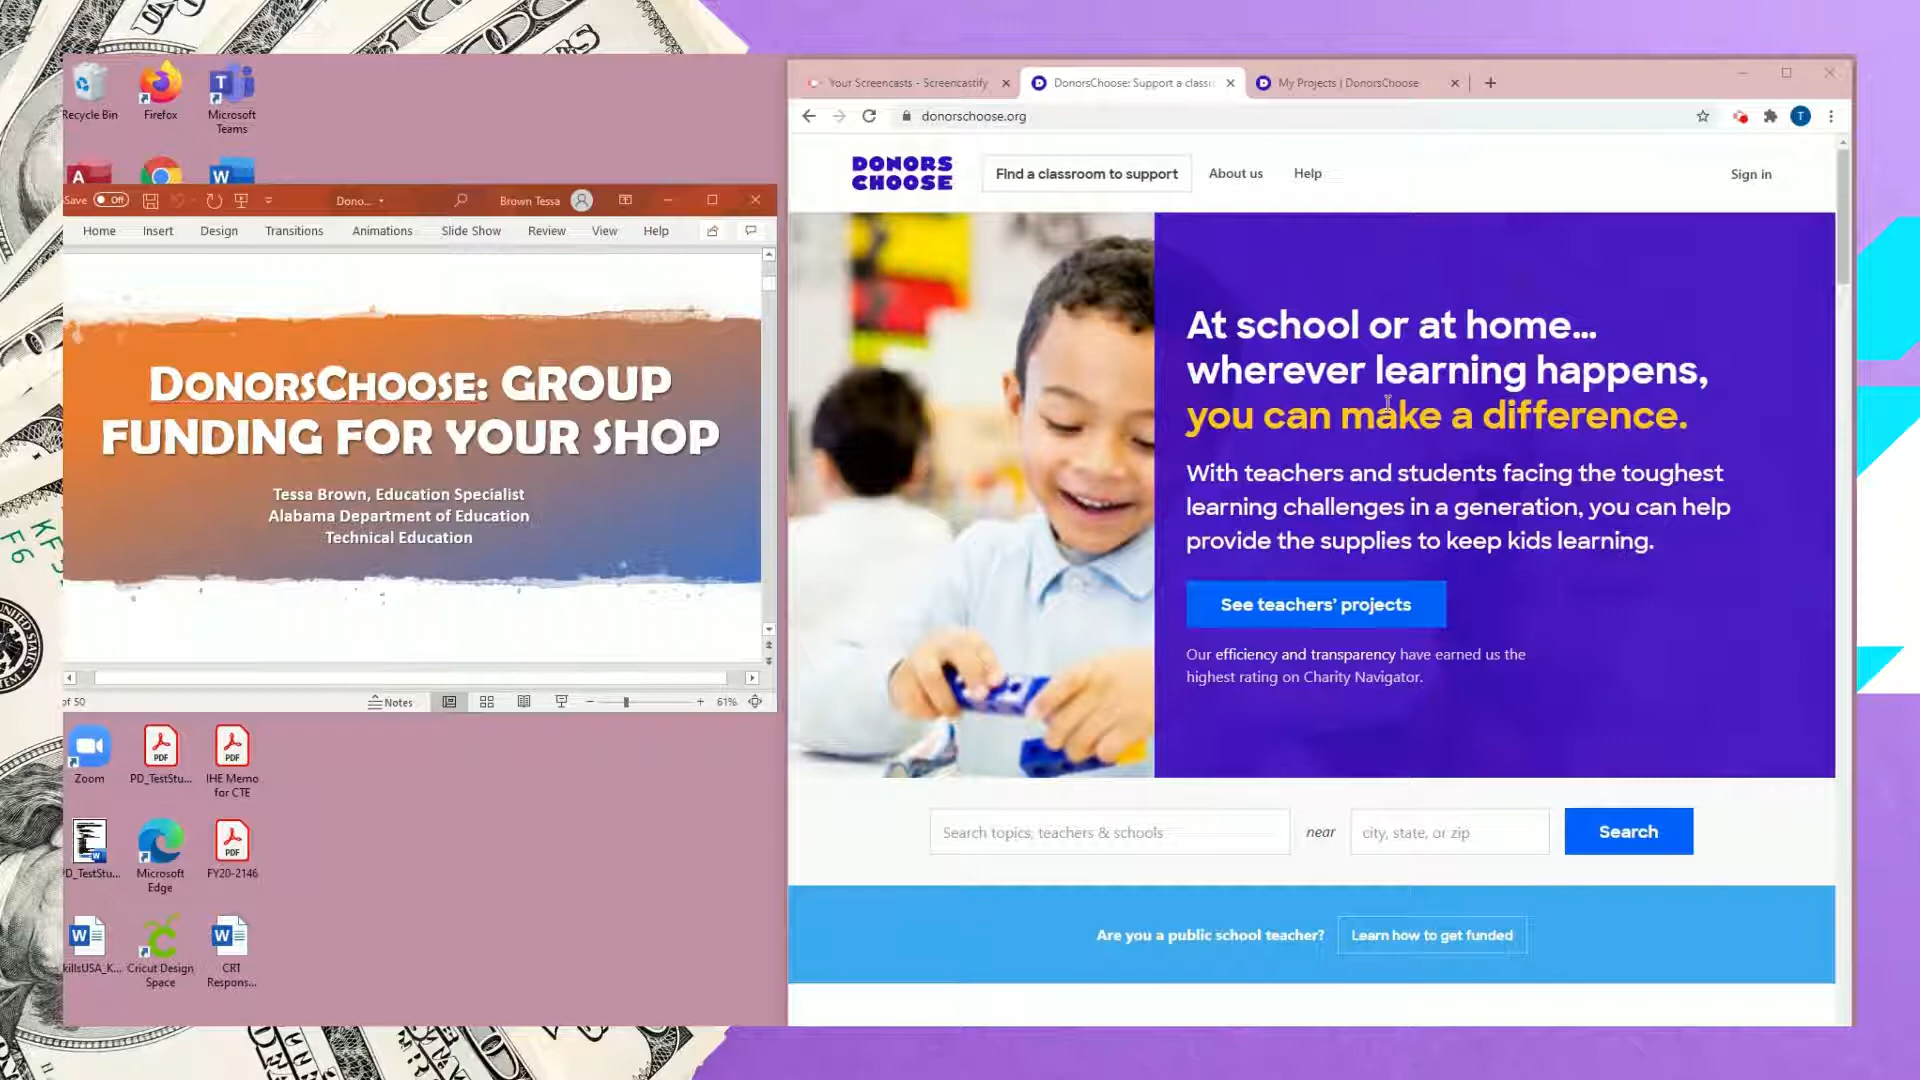 Recycle Bin
Firefox
Microsoft
Teams
Save
Off
Dono...
Brown Tessa
Home
Insert
Design
Transitions
Animations
Slide Show
Review
View
Help
DONORSCHOOSE: GROUP
FUNDING FOR YOUR SHOP
Tessa Brown, Education Specialist
Alabama Department of Education
Technical Education
of 50
Notes
61%
Zoom
PD_TestStu...
IHE Memo
for CTE
PD_TestStu...
Microsoft
Edge
FY20-2146
killsUSA_K...
Cricut Design
Space
CRT
Respons...
Your Screencasts - Screencastify
DonorsChoose: Support a classr
My Projects | DonorsChoose
donorschoose.org
T
DONORS
CHOOSE
Find a classroom to support
About us
Help
Sign in
At school or at home...
wherever learning happens,
you can make a difference.
With teachers and students facing the toughest
learning challenges in a generation, you can help
provide the supplies to keep kids learning.
See teachers' projects
Our efficiency and transparency have earned us the
highest rating on Charity Navigator.
Search topics, teachers & schools
near
city, state, or zip
Search
Are you a public school teacher?
Learn how to get funded